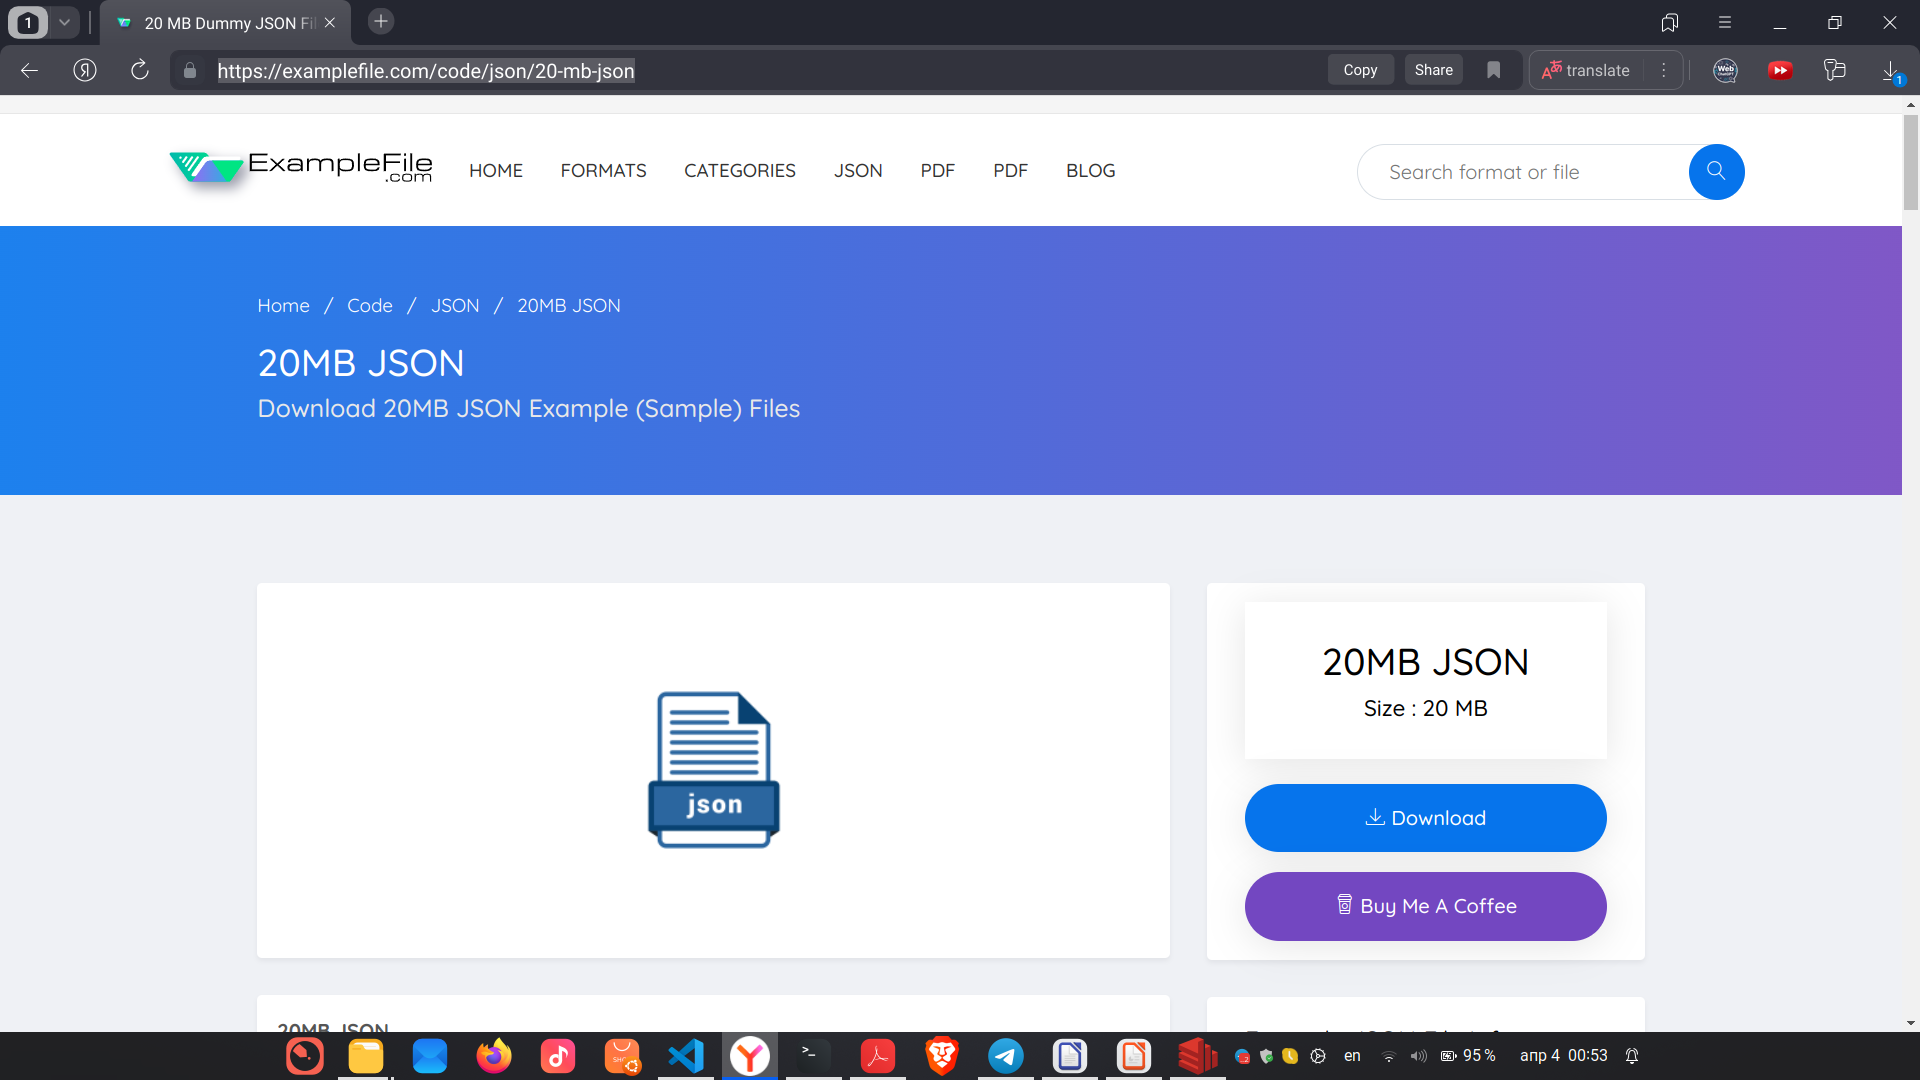 1
20 MB Dummy JSON Fil
https://examplefile.com/code/json/20-mb-json
Copy
Share
translate
1
ExampleFile
.com
HOME
FORMATS
CATEGORIES
JSON
PDF
PDF
BLOG
Search format or file
Home / Code / JSON / 20MB JSON
20MB JSON
Download 20MB JSON Example (Sample) Files
json
20MB JSON
Size : 20 MB
Download
Buy Me A Coffee
20MB JSON
en
95 %
апр 4 00:53